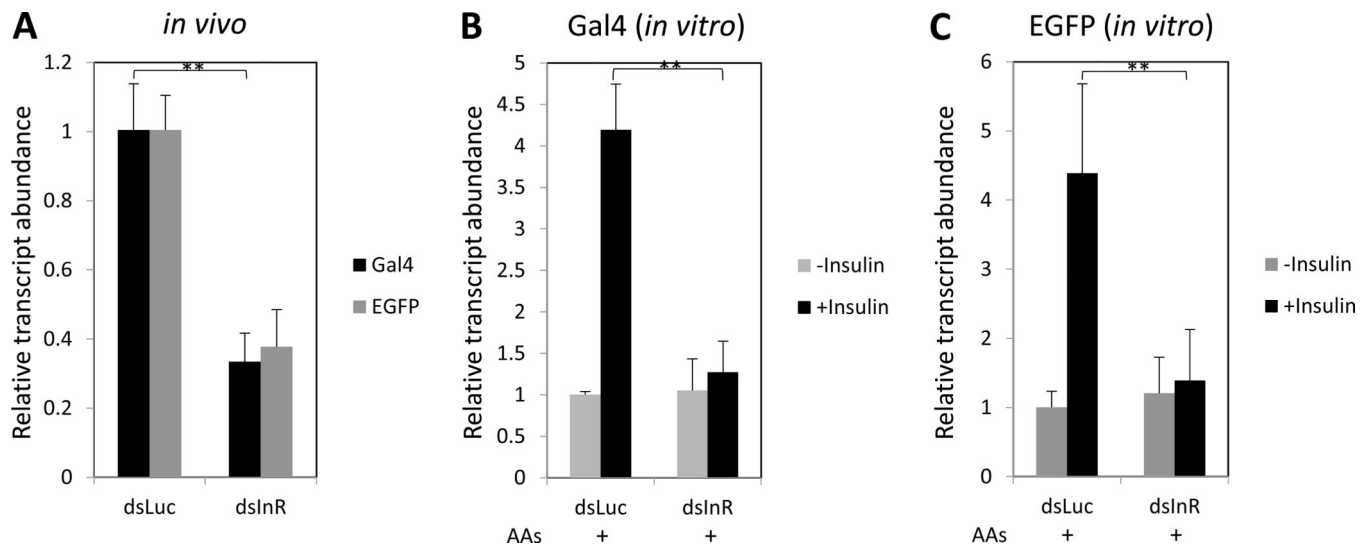 A
in vivo
Relative transcript abundance
1.2
1
0.8
0.6
0.4
0.2
0
**
dsLuc
dsInR
Gal4
EGFP
B
Gal4 (in vitro)
Relative transcript abundance
5
4.5
4
3.5
3
2.5
2
1.5
1
0.5
0
**
dsLuc
dsInR
AAs + +
-Insulin
+Insulin
C
EGFP (in vitro)
Relative transcript abundance
6
5
4
3
2
1
0
**
dsLuc
dsInR
AAs + +
-Insulin
+Insulin